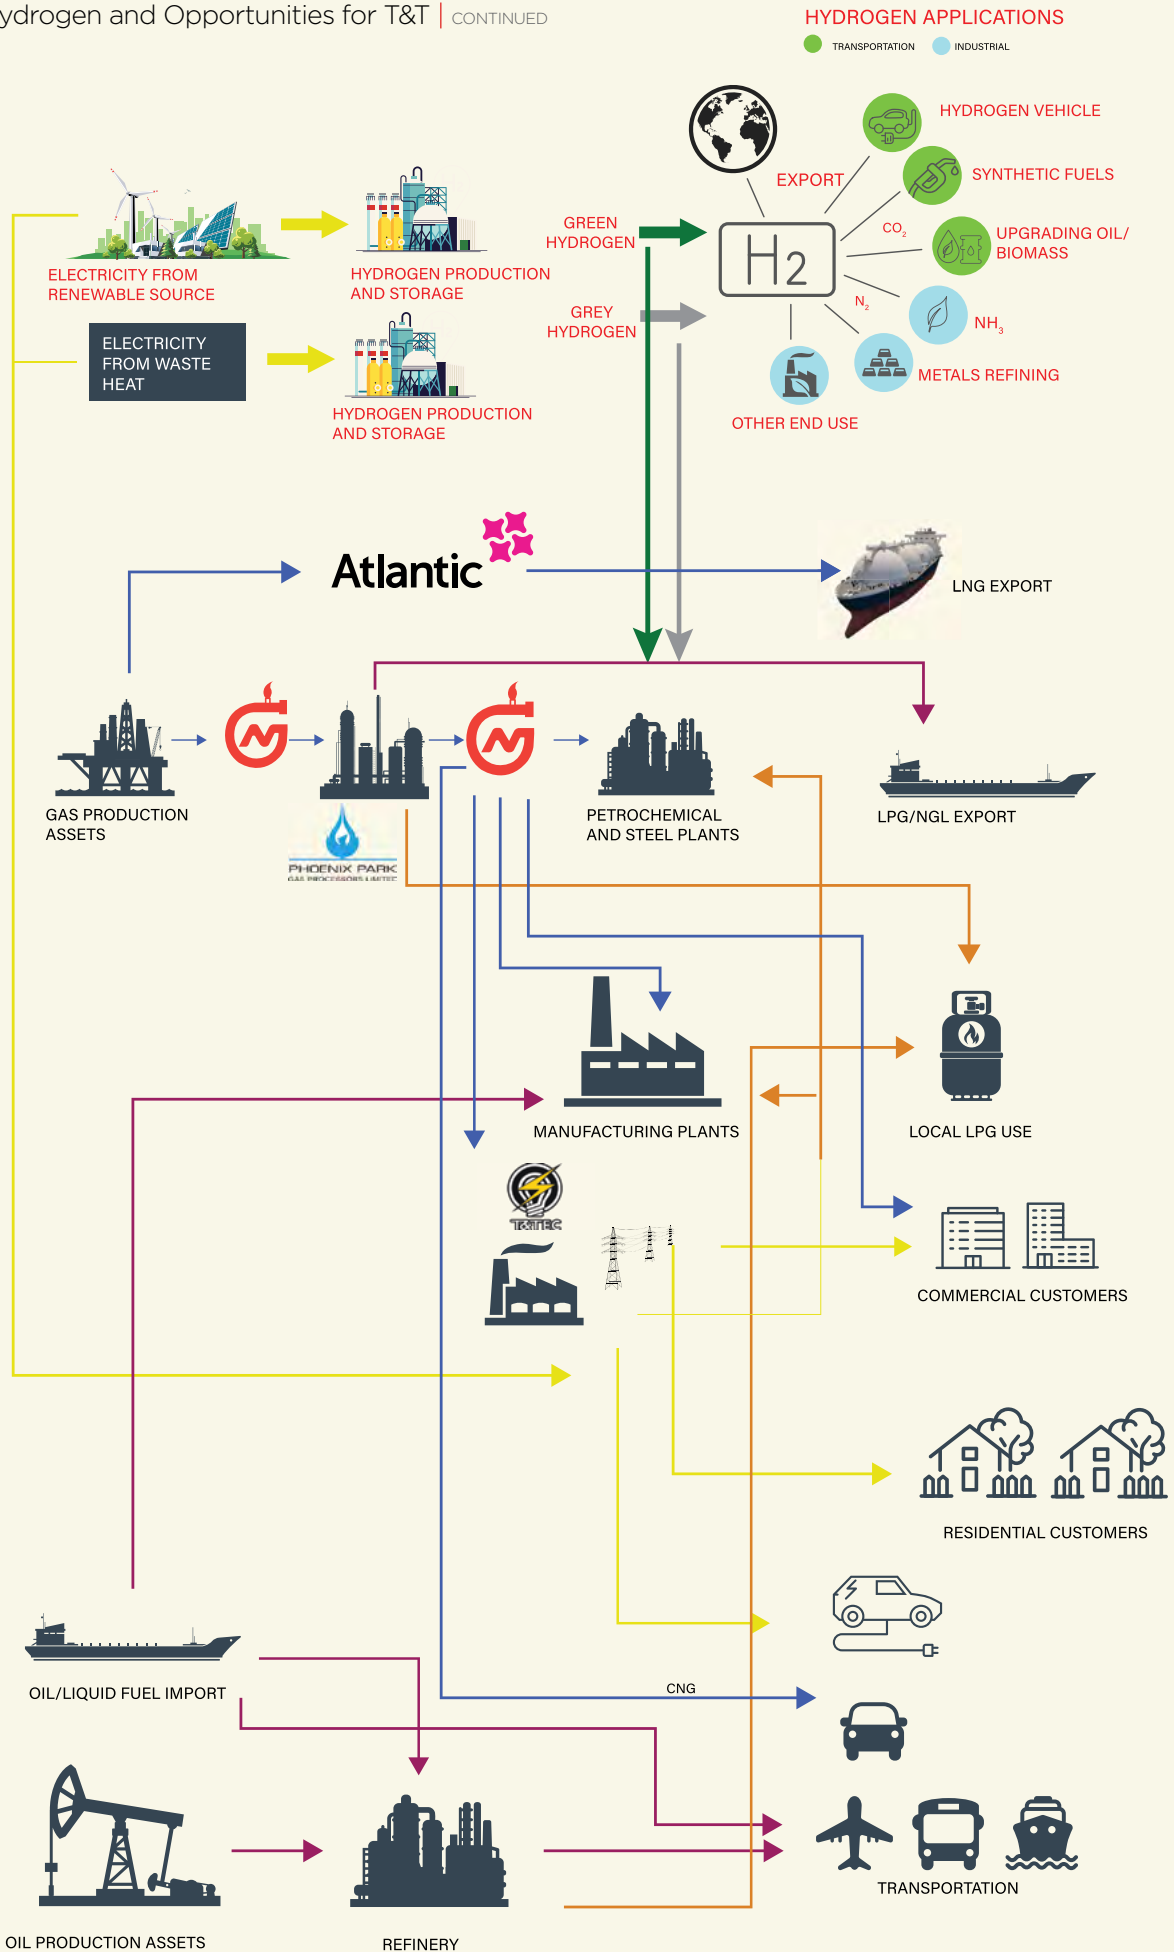 ydrogen and Opportunities for T&T | CONTINUED
HYDROGEN APPLICATIONS
TRANSPORTATION
INDUSTRIAL
HYDROGEN VEHICLE
EXPORT
SYNTHETIC FUELS
CO2
UPGRADING OIL/
BIOMASS
GREEN
HYDROGEN
H2
ELECTRICITY FROM
RENEWABLE SOURCE
HYDROGEN PRODUCTION
AND STORAGE
N2
NH3
GREY
HYDROGEN
ELECTRICITY
FROM WASTE
HEAT
METALS REFINING
HYDROGEN PRODUCTION
AND STORAGE
OTHER END USE
Atlantic
LNG EXPORT
GAS PRODUCTION
ASSETS
PHOENIX PARK
GAS PROCESSORS LIMITED
PETROCHEMICAL
AND STEEL PLANTS
LPG/NGL EXPORT
MANUFACTURING PLANTS
LOCAL LPG USE
T&TEC
COMMERCIAL CUSTOMERS
RESIDENTIAL CUSTOMERS
OIL/LIQUID FUEL IMPORT
CNG
TRANSPORTATION
OIL PRODUCTION ASSETS
REFINERY